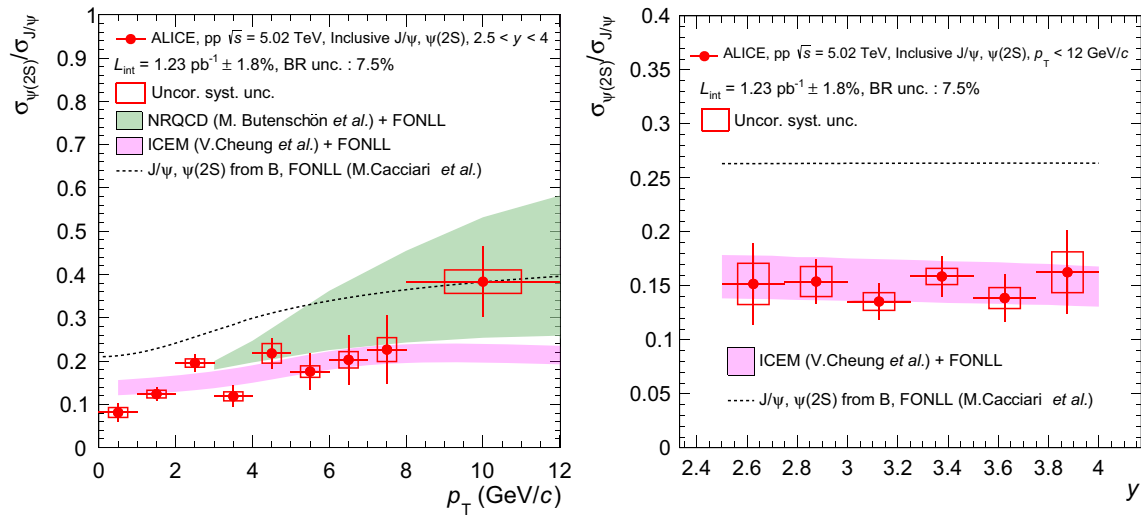 σψ(2S)/σJ/ψ
1
0.9
0.8
0.7
0.6
0.5
0.4
0.3
0.2
0.1
0
ALICE, pp √s = 5.02 TeV, Inclusive J/ψ, ψ(2S), 2.5 < y < 4
Lint = 1.23 pb⁻¹ ± 1.8%, BR unc. : 7.5%
Uncor. syst. unc.
NRQCD (M. Butenschön et al.) + FONLL
ICEM (V.Cheung et al.) + FONLL
J/ψ, ψ(2S) from B, FONLL (M.Cacciari et al.)
0 2 4 6 8 10 12
pT (GeV/c)
σψ(2S)/σJ/ψ
0.4
0.35
0.3
0.25
0.2
0.15
0.1
0.05
0
ALICE, pp √s = 5.02 TeV, Inclusive J/ψ, ψ(2S), pT < 12 GeV/c
Lint = 1.23 pb⁻¹ ± 1.8%, BR unc. : 7.5%
Uncor. syst. unc.
ICEM (V.Cheung et al.) + FONLL
J/ψ, ψ(2S) from B, FONLL (M.Cacciari et al.)
2.4 2.6 2.8 3 3.2 3.4 3.6 3.8 4
y